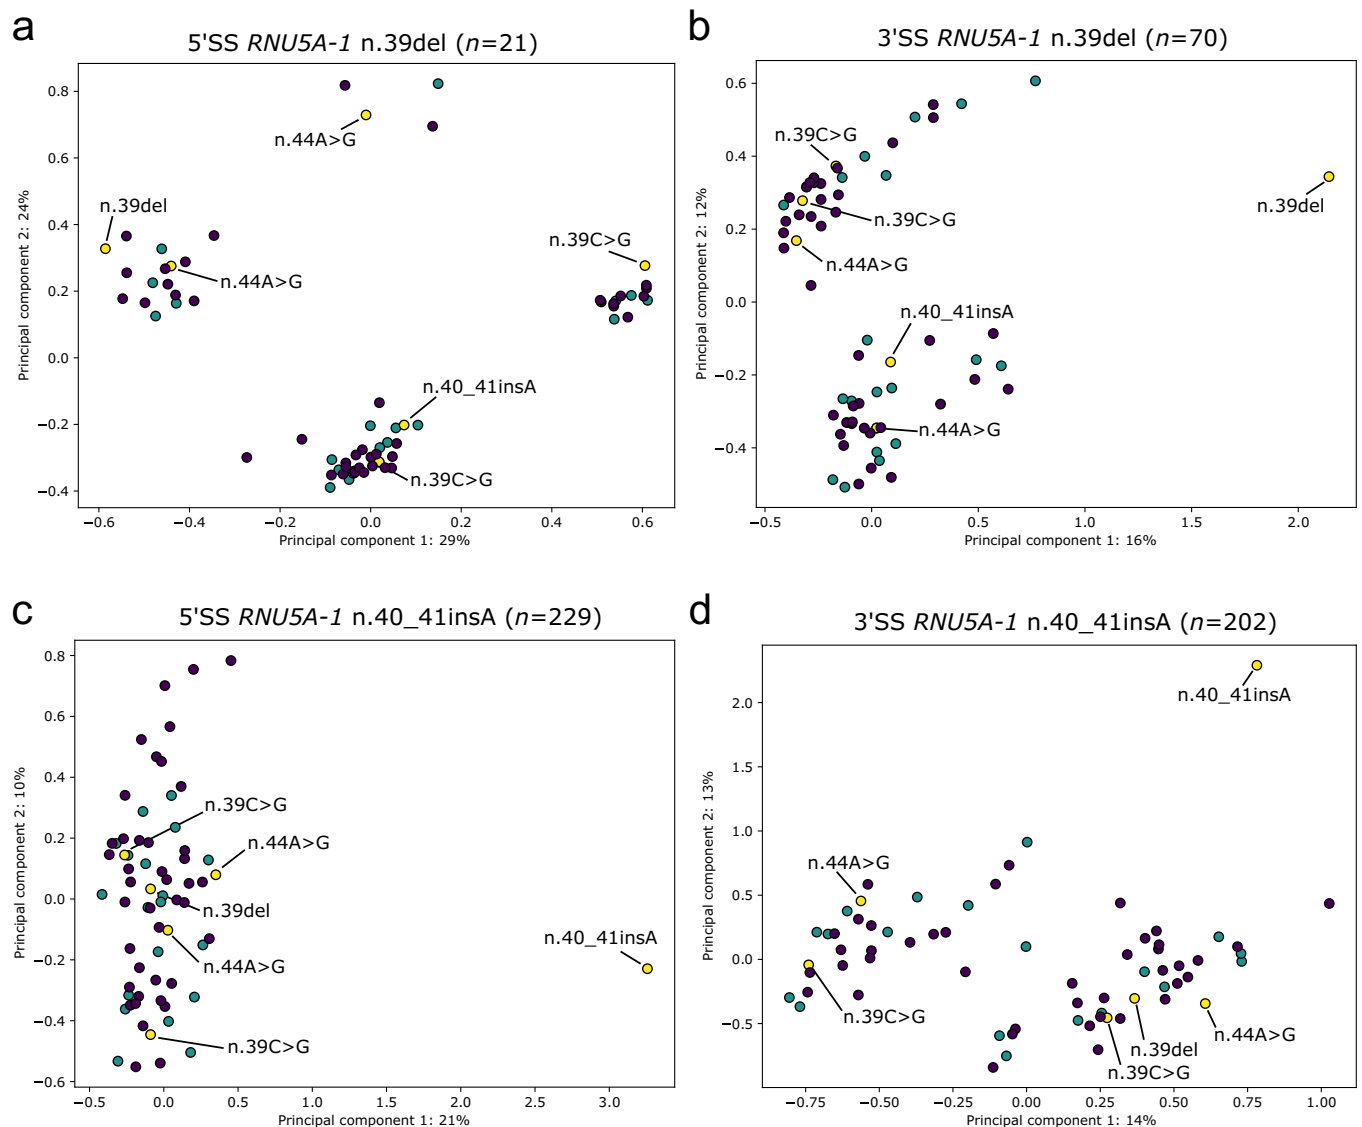 a
5'SS RNU5A-1 n.39del (n=21)
0.8
0.6
0.4
0.2
0.0
−0.2
−0.4
Principal component 2: 24%
n.44A>G
n.39del
n.44A>G
n.39C>G
n.40_41insA
n.39C>G
−0.6
−0.4
−0.2
0.0
0.2
0.4
0.6
Principal component 1: 29%
b
3'SS RNU5A-1 n.39del (n=70)
0.6
0.4
0.2
0.0
−0.2
−0.4
Principal component 2: 12%
n.39C>G
n.39del
n.39C>G
n.44A>G
n.40_41insA
n.44A>G
−0.5
0.0
0.5
1.0
1.5
2.0
Principal component 1: 16%
c
5'SS RNU5A-1 n.40_41insA (n=229)
0.8
0.6
0.4
0.2
0.0
−0.2
−0.4
−0.6
Principal component 2: 10%
n.39C>G
n.44A>G
n.39del
n.40_41insA
n.44A>G
n.39C>G
−0.5
0.0
0.5
1.0
1.5
2.0
2.5
3.0
Principal component 1: 21%
d
3'SS RNU5A-1 n.40_41insA (n=202)
2.0
1.5
1.0
0.5
0.0
−0.5
Principal component 2: 13%
n.40_41insA
n.44A>G
n.39C>G
n.44A>G
n.39del
n.39C>G
−0.75
−0.50
−0.25
0.00
0.25
0.50
0.75
1.00
Principal component 1: 14%